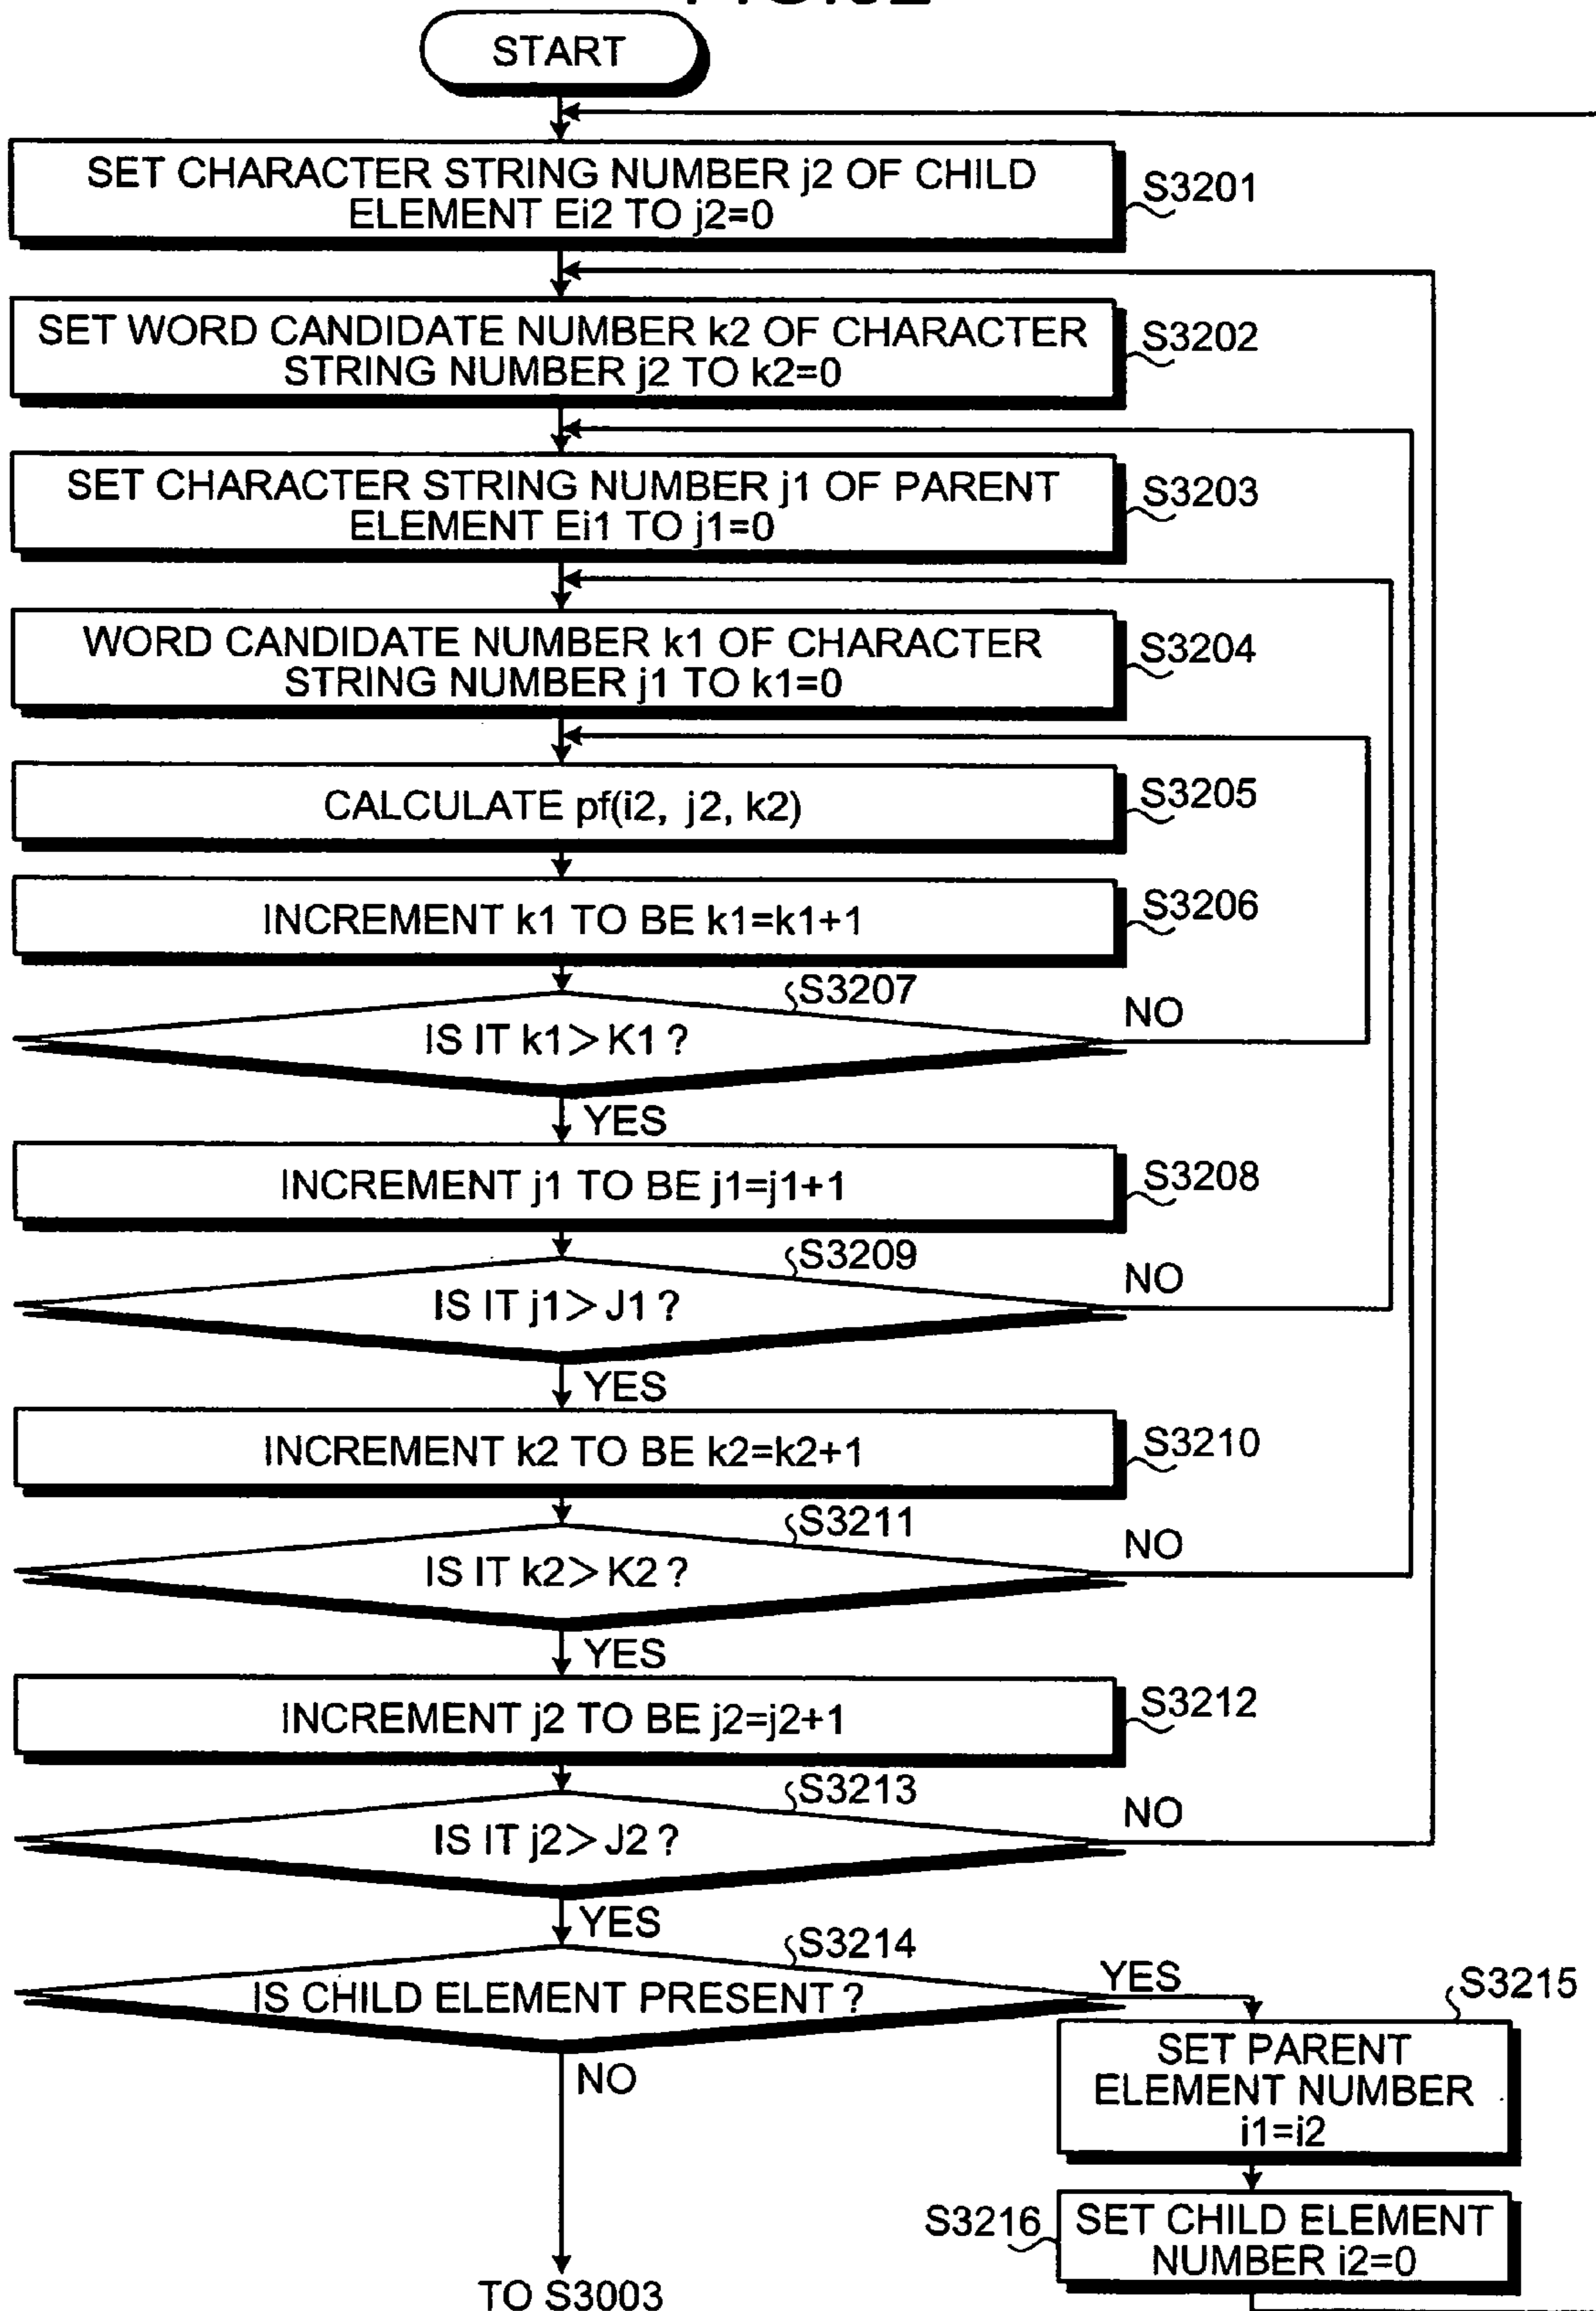 START
SET CHARACTER STRING NUMBER j2 OF CHILD
ELEMENT Ei2 TO j2=0
S3201
SET WORD CANDIDATE NUMBER k2 OF CHARACTER
STRING NUMBER j2 TO k2=0
S3202
SET CHARACTER STRING NUMBER j1 OF PARENT
ELEMENT Ei1 TO j1=0
S3203
WORD CANDIDATE NUMBER k1 OF CHARACTER
STRING NUMBER j1 TO k1=0
S3204
CALCULATE pf(i2, j2, k2)
S3205
INCREMENT k1 TO BE k1=k1+1
S3206
S3207
IS IT k1>K1?
NO
YES
INCREMENT j1 TO BE j1=j1+1
S3208
S3209
IS IT j1>J1?
NO
YES
INCREMENT k2 TO BE k2=k2+1
S3210
S3211
IS IT k2>K2?
NO
YES
INCREMENT j2 TO BE j2=j2+1
S3212
S3213
IS IT j2>J2?
NO
YES
S3214
IS CHILD ELEMENT PRESENT?
YES
S3215
SET PARENT
ELEMENT NUMBER
i1=i2
NO
S3216
SET CHILD ELEMENT
NUMBER i2=0
TO S3003